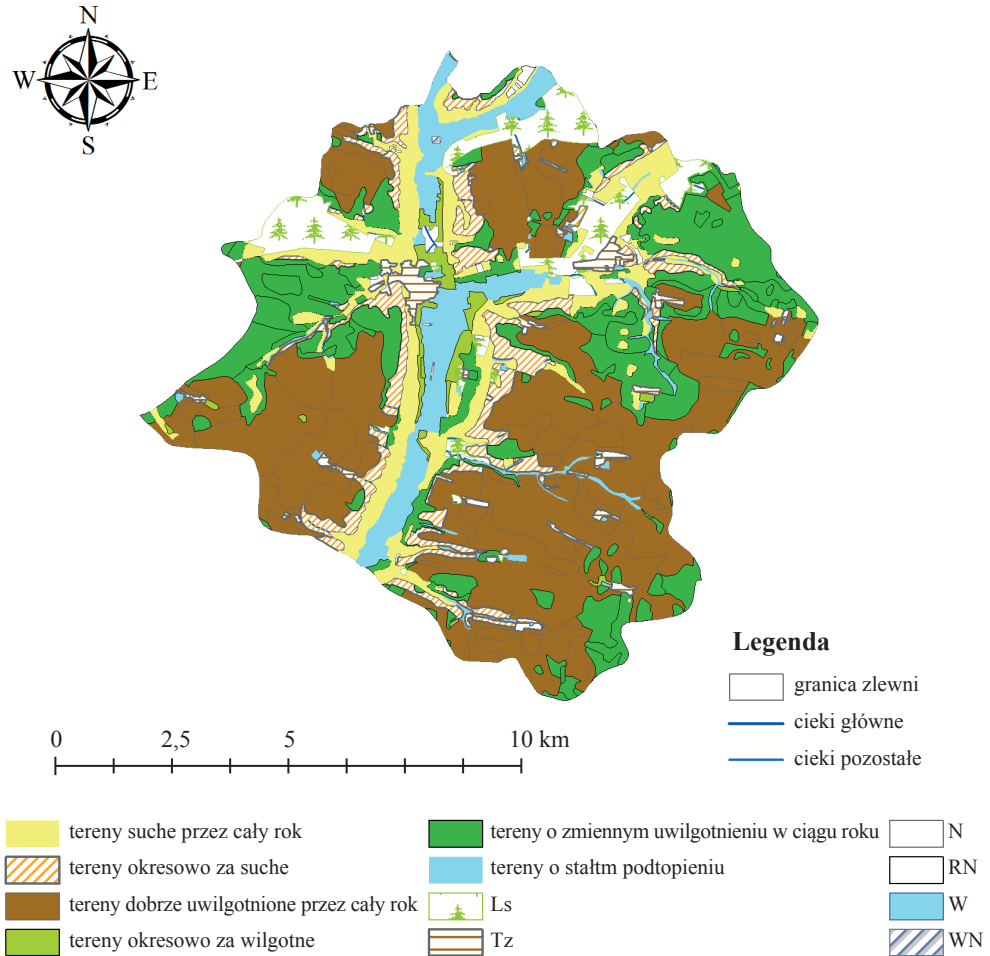 N
W E
S
Legenda
granica zlewni
cieki główne
cieki pozostałe
0 2,5 5 10 km
tereny suche przez cały rok
tereny okresowo za suche
tereny dobrze uwilgotnione przez cały rok
tereny okresowo za wilgotne
tereny o zmiennym uwilgotnieniu w ciągu roku
tereny o stałtm podtopieniu
Ls
Tz
N
RN
W
WN